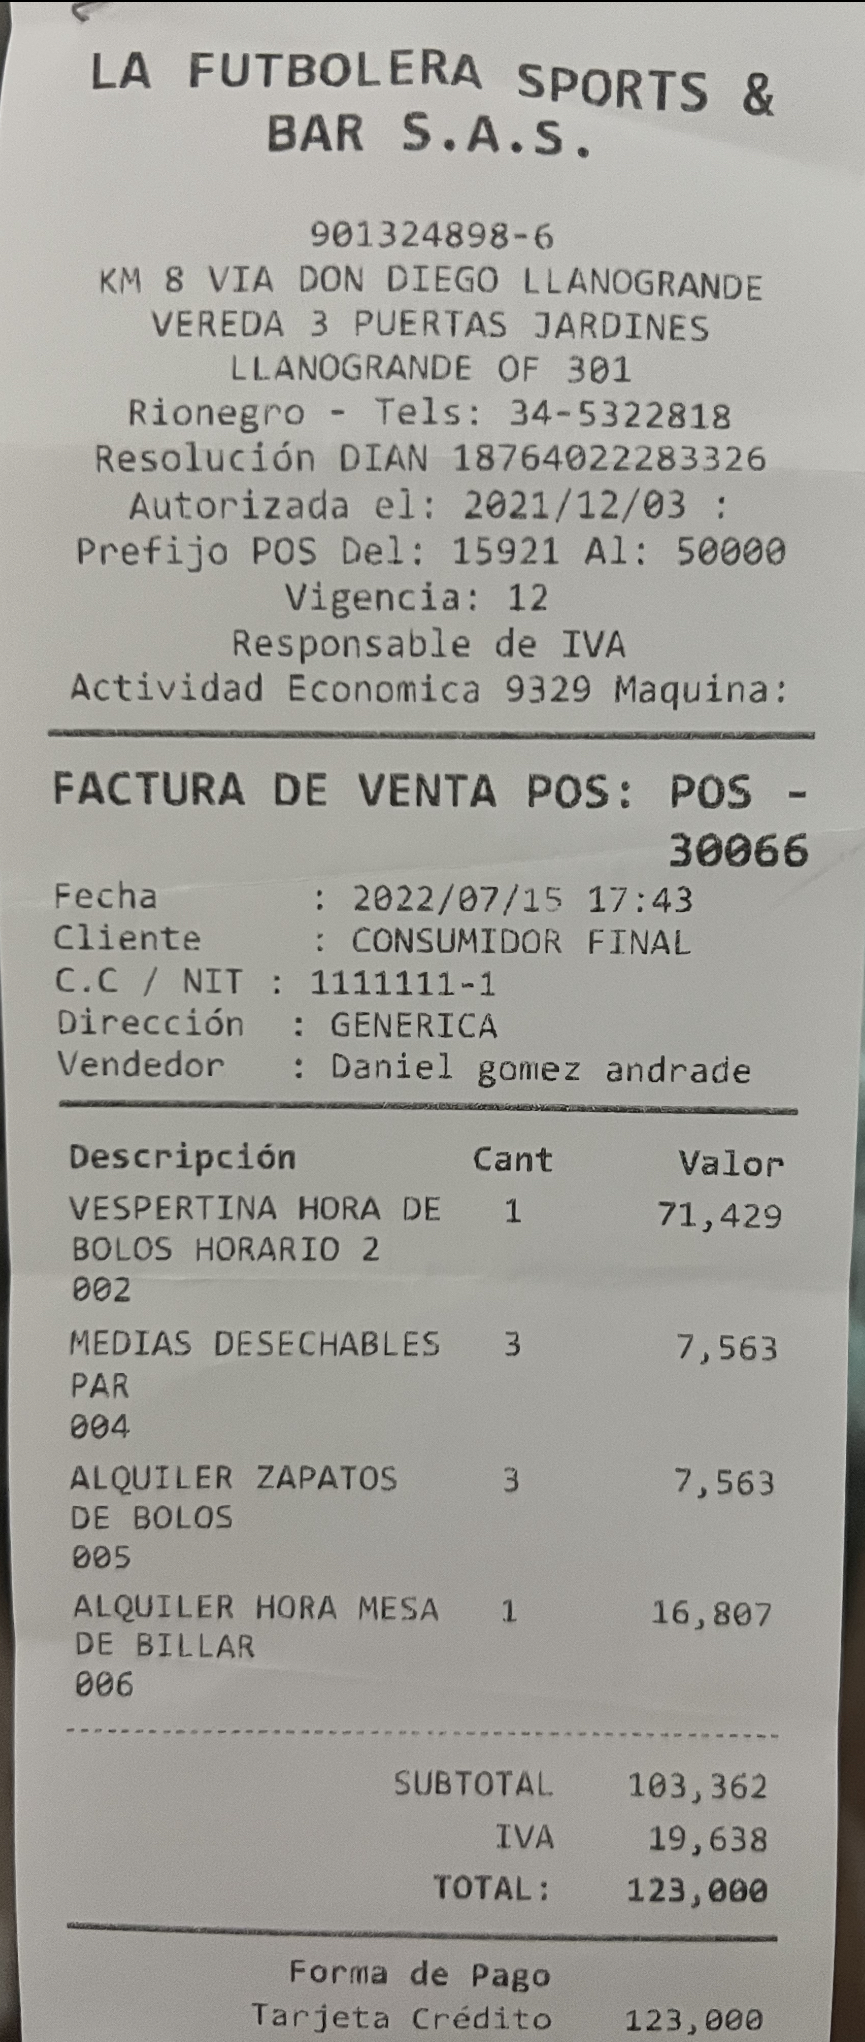 LA FUTBOLERA SPORTS &
BAR S.A.S.
901324898-6
KM 8 VIA DON DIEGO LLANOGRANDE
VEREDA 3 PUERTAS JARDINES
LLANOGRANDE OF 301
Rionegro - Tels: 34-5322818
Resolución DIAN 18764022283326
Autorizada el: 2021/12/03 :
Prefijo POS Del: 15921 Al: 50000
Vigencia: 12
Responsable de IVA
Actividad Economica 9329 Maquina:
FACTURA DE VENTA POS: POS -
30066
Fecha : 2022/07/15 17:43
Cliente : CONSUMIDOR FINAL
C.C / NIT : 1111111-1
Dirección : GENERICA
Vendedor : Daniel gomez andrade
Descripción Cant Valor
VESPERTINA HORA DE 1 71,429
BOLOS HORARIO 2
002
MEDIAS DESECHABLES 3 7,563
PAR
004
ALQUILER ZAPATOS 3 7,563
DE BOLOS
005
ALQUILER HORA MESA 1 16,807
DE BILLAR
006
SUBTOTAL 103,362
IVA 19,638
TOTAL: 123,000
Forma de Pago
Tarjeta Crédito 123,000